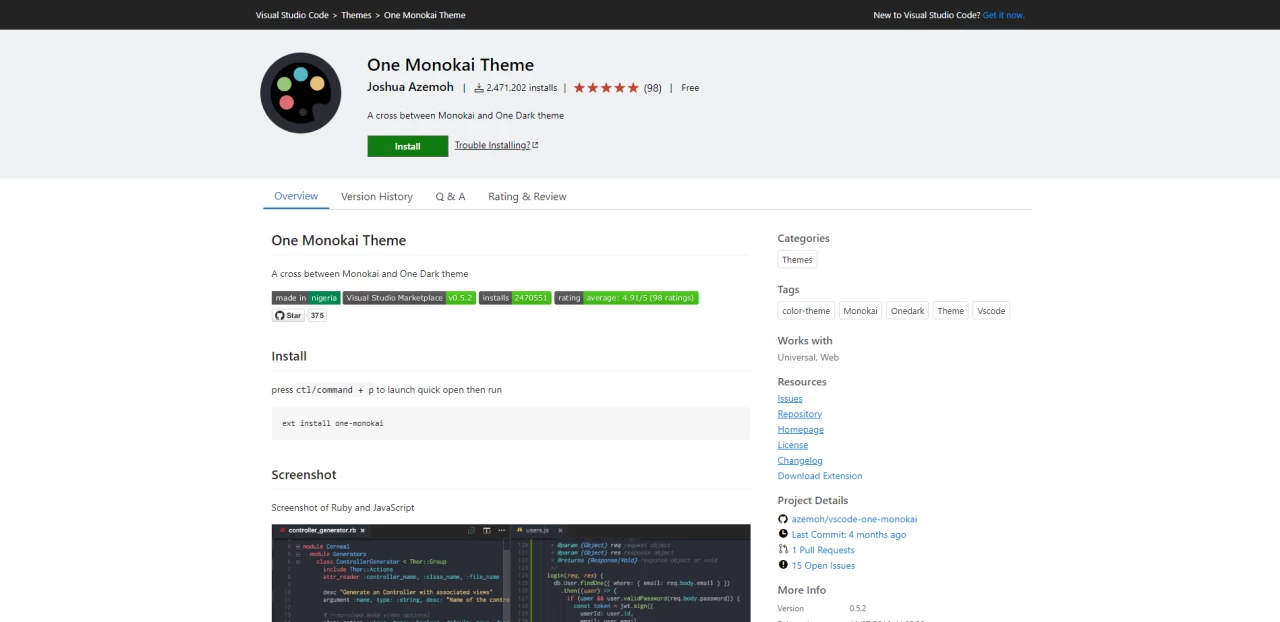 Visual Studio Code > Themes > One Monokai Theme
New to Visual Studio Code? Get it now.
One Monokai Theme
Joshua Azemoh | 2,471,202 installs | (98) | Free
A cross between Monokai and One Dark theme
Install Trouble Installing?
Overview Version History Q & A Rating & Review
One Monokai Theme
A cross between Monokai and One Dark theme
made in nigeria Visual Studio Marketplace v0.5.2 installs 2470551 rating average: 4.91/5 (98 ratings)
Star 375
Install
press ctl/command + p to launch quick open then run
ext install one-monokai
Screenshot
Screenshot of Ruby and JavaScript
controller_generator.rb
module Corneal
module Generators
class ControllerGenerator < Thor::Group
include Thor::Actions
attr_reader :controller_name, :class_name, :file_name
desc "Generate an Controller with associated views"
argument :name, type: :string, desc: "Name of the contro
JS users.js
* @param {Object} req request object
* @param {Object} res response object
* @returns {Response|Void} response object or void
*/
login(req, res) {
db.User.findOne({ where: { email: req.body.email } })
.then((user) => {
if (user && user.validPassword(req.body.password)) {
const token = jwt.sign({
userId: user.id,
email: user.email
Categories
Themes
Tags
color-theme Monokai Onedark Theme Vscode
Works with
Universal, Web
Resources
Issues
Repository
Homepage
License
Changelog
Download Extension
Project Details
azemoh/vscode-one-monokai
Last Commit: 4 months ago
1 Pull Requests
15 Open Issues
More Info
Version 0.5.2